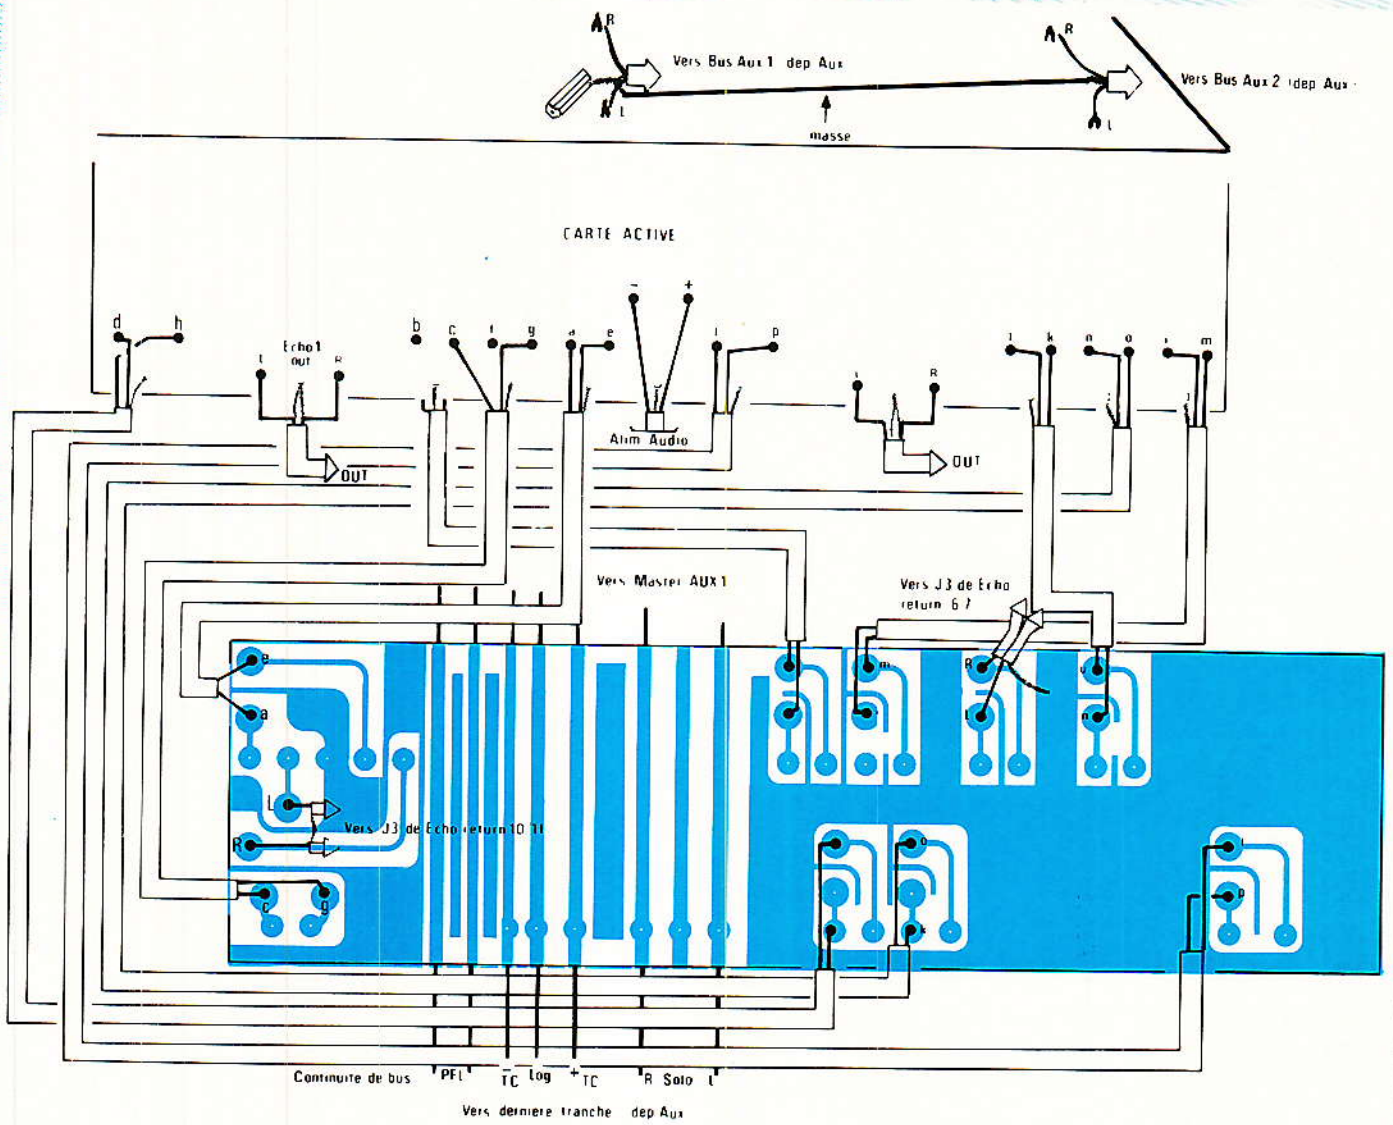 R
Vers Bus Aux 1 dep Aux
R
Vers Bus Aux 2 dep Aux
L
L
masse
CARTE ACTIVE
- +
d h b c f g a e i p l k n o m
Echo 1
out
L R
R
Alim Audio
OUT
OUT
Vers Master AUX 1
Vers J3 de Echo
return 6 7
e
m
R
a
L
n
L
Vers J3 de Echo return 10 11
R
o
c g
p
k
Continuite de bus PFL - TC Log + TC R Solo L
Vers derniere tranche dep Aux